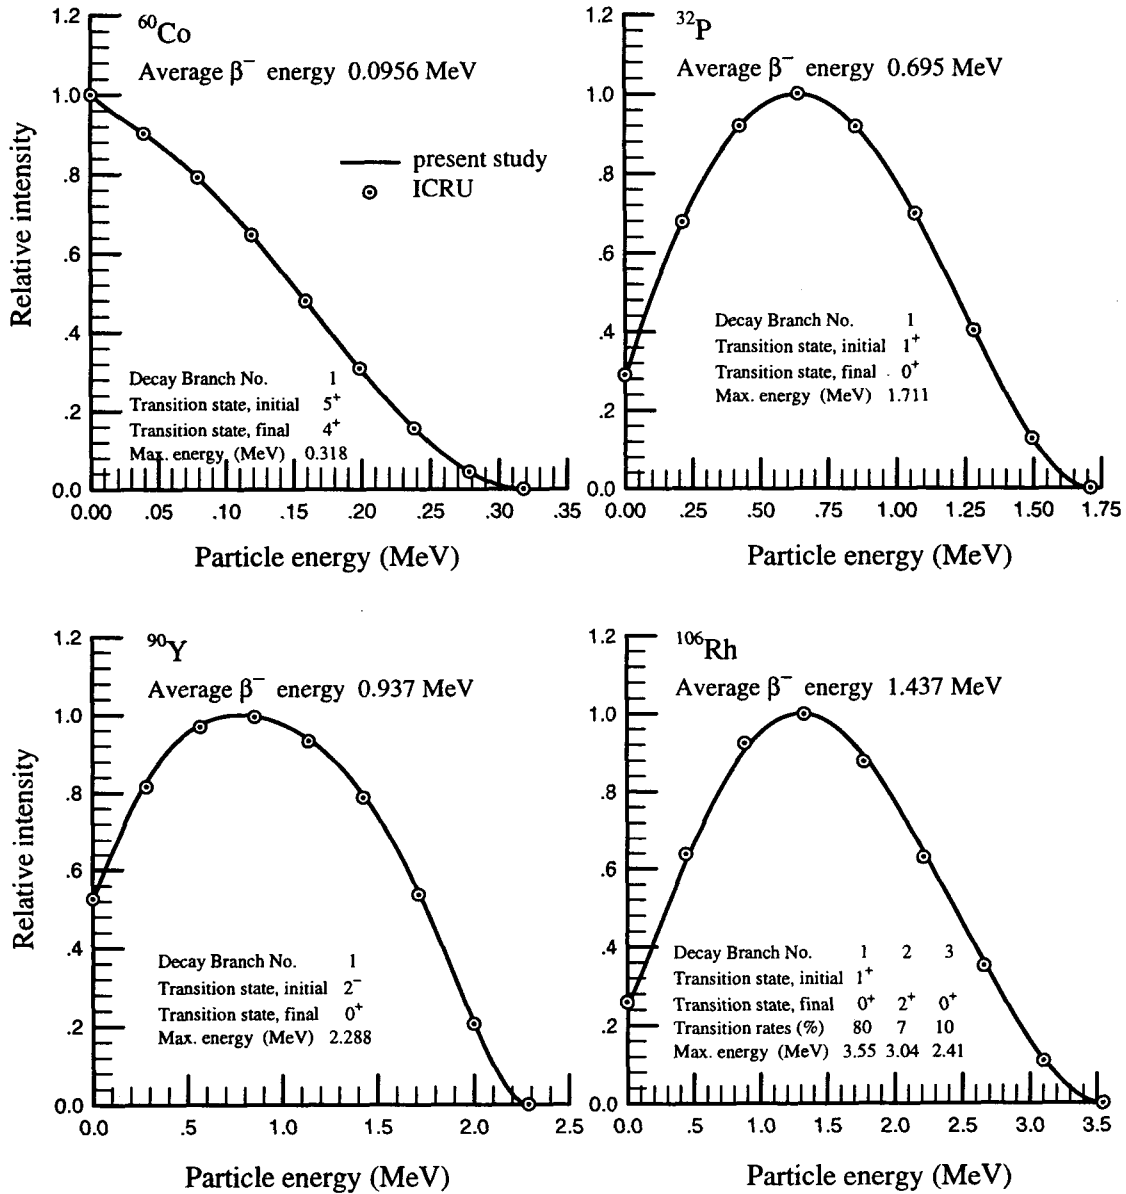 1.2
1.0
.8
.6
.4
.2
0.0
Relative intensity
⁶⁰Co
Average β⁻ energy 0.0956 MeV
present study
ICRU
Decay Branch No. 1
Transition state, initial 5⁺
Transition state, final 4⁺
Max. energy (MeV) 0.318
0.00 .05 .10 .15 .20 .25 .30 .35
Particle energy (MeV)
1.2
1.0
.8
.6
.4
.2
0.0
³²P
Average β⁻ energy 0.695 MeV
Decay Branch No. 1
Transition state, initial 1⁺
Transition state, final 0⁺
Max. energy (MeV) 1.711
0.00 .25 .50 .75 1.00 1.25 1.50 1.75
Particle energy (MeV)
1.2
1.0
.8
.6
.4
.2
0.0
Relative intensity
⁹⁰Y
Average β⁻ energy 0.937 MeV
Decay Branch No. 1
Transition state, initial 2⁻
Transition state, final 0⁺
Max. energy (MeV) 2.288
0.0 .5 1.0 1.5 2.0 2.5
Particle energy (MeV)
1.2
1.0
.8
.6
.4
.2
0.0
¹⁰⁶Rh
Average β⁻ energy 1.437 MeV
Decay Branch No. 1 2 3
Transition state, initial 1⁺
Transition state, final 0⁺ 2⁺ 0⁺
Transition rates (%) 80 7 10
Max. energy (MeV) 3.55 3.04 2.41
0.0 .5 1.0 1.5 2.0 2.5 3.0 3.5
Particle energy (MeV)